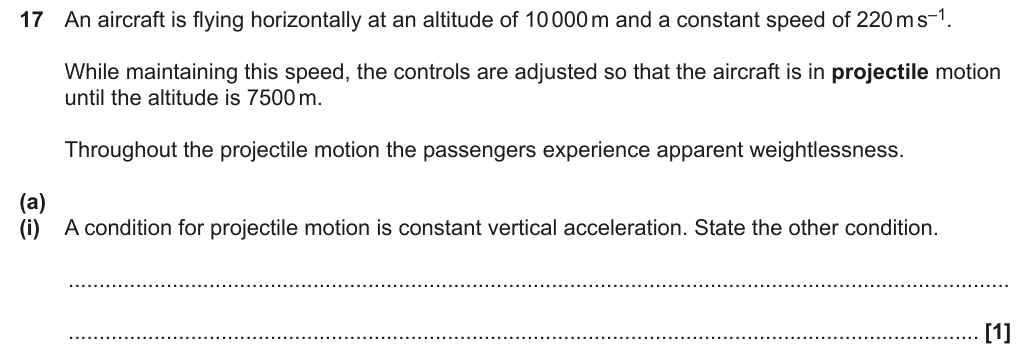 17 An aircraft is flying horizontally at an altitude of 10 000 m and a constant speed of 220 m s⁻¹.
While maintaining this speed, the controls are adjusted so that the aircraft is in projectile motion
until the altitude is 7500 m.
Throughout the projectile motion the passengers experience apparent weightlessness.
(a)
(i) A condition for projectile motion is constant vertical acceleration. State the other condition.
................................................................................
................................................................................ [1]